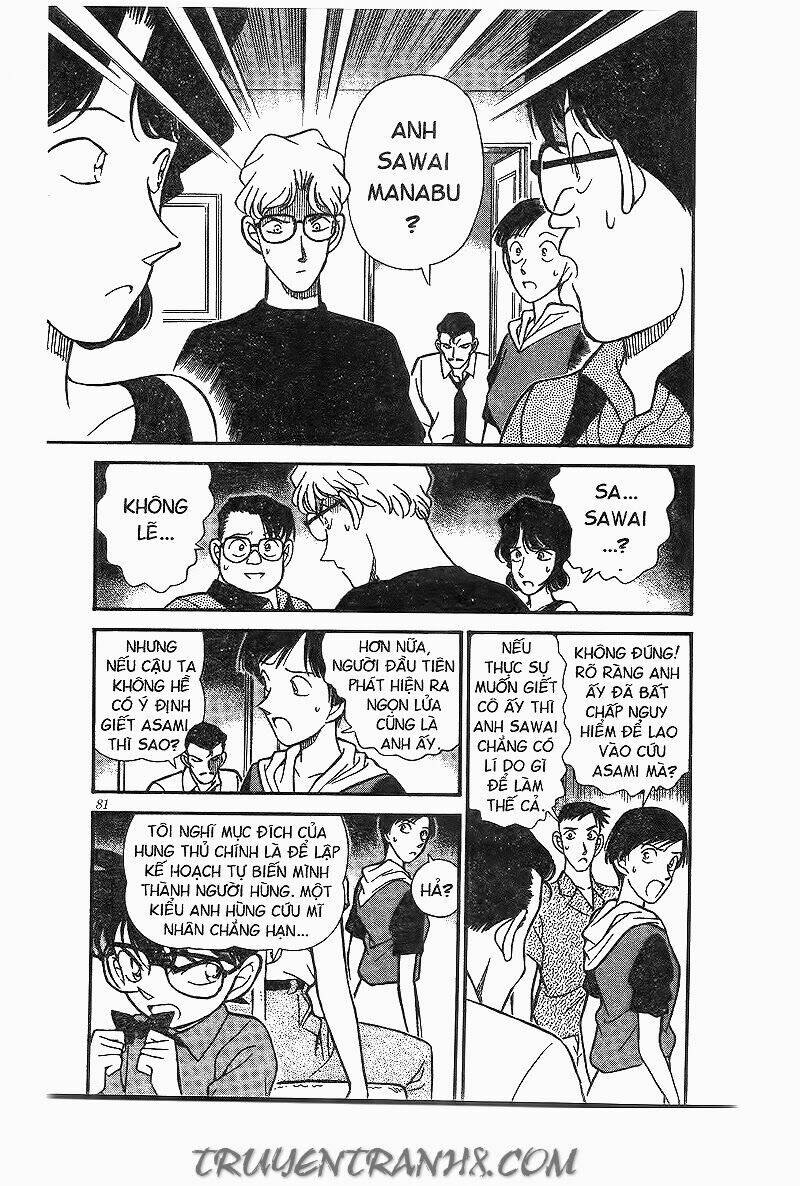 ANH
SAWAI
MANABU
?
SA...
SAWAI
...?
KHÔNG
LẼ...
KHÔNG ĐÚNG!
RÕ RÀNG ANH
ẤY ĐÃ BẤT
CHẤP NGUY
HIỂM ĐỂ LAO
VÀO CỨU
ASAMI MÀ?
NẾU
THỰC SỰ
MUỐN GIẾT
CÔ ẤY THÌ
ANH SAWAI
CHẲNG CÓ
LÍ DO GÌ
ĐỂ LÀM
THẾ CẢ.
HƠN NỮA,
NGƯỜI ĐẦU TIÊN
PHÁT HIỆN RA
NGỌN LỬA
CŨNG LÀ
ANH ẤY.
NHƯNG
NẾU CẬU TA
KHÔNG HỀ
CÓ Ý ĐỊNH
GIẾT ASAMI
THÌ SAO?
81
HẢ?
TÔI NGHĨ MỤC ĐÍCH CỦA
HUNG THỦ CHÍNH LÀ ĐỂ LẬP
KẾ HOẠCH TỰ BIẾN MÌNH
THÀNH NGƯỜI HÙNG. MỘT
KIỂU ANH HÙNG CỨU MĨ
NHÂN CHẲNG HẠN...
TRUYENTRANH8.COM